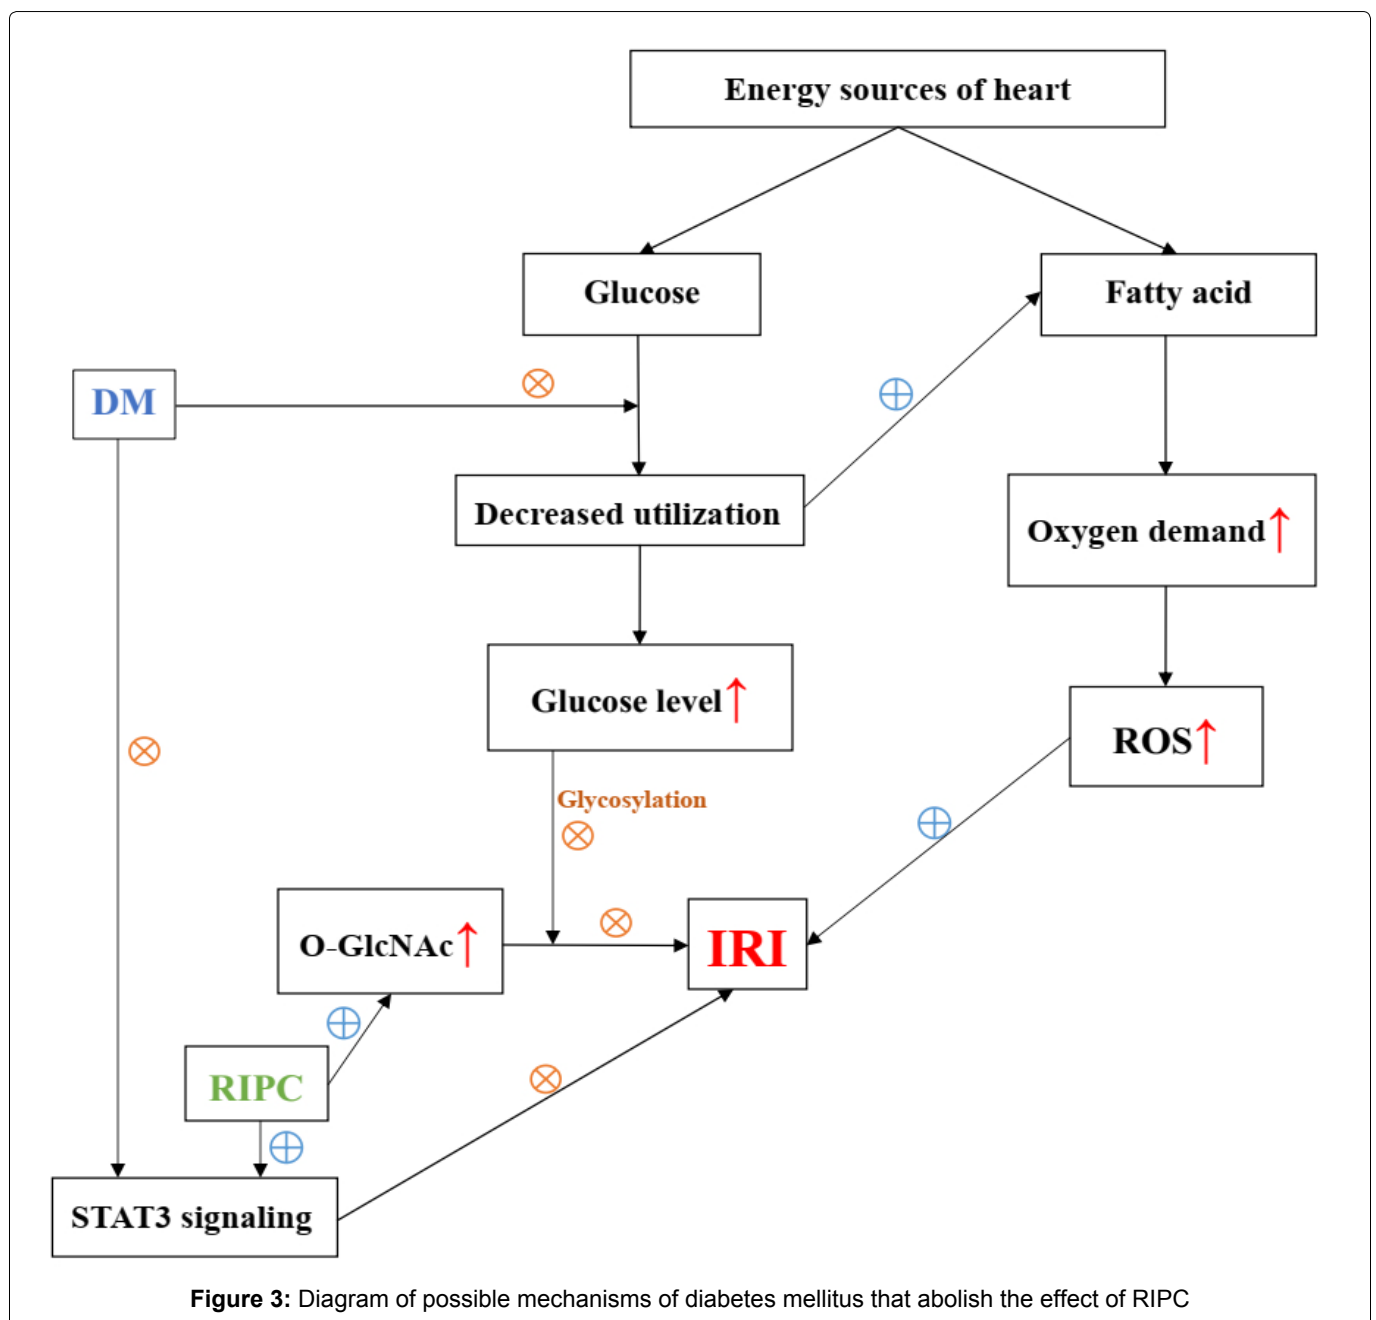 Energy sources of heart
Glucose
Fatty acid
DM
Decreased utilization
Oxygen demand↑
Glucose level↑
ROS↑
Glycosylation
O-GlcNAc↑
IRI
RIPC
STAT3 signaling
Figure 3: Diagram of possible mechanisms of diabetes mellitus that abolish the effect of RIPC